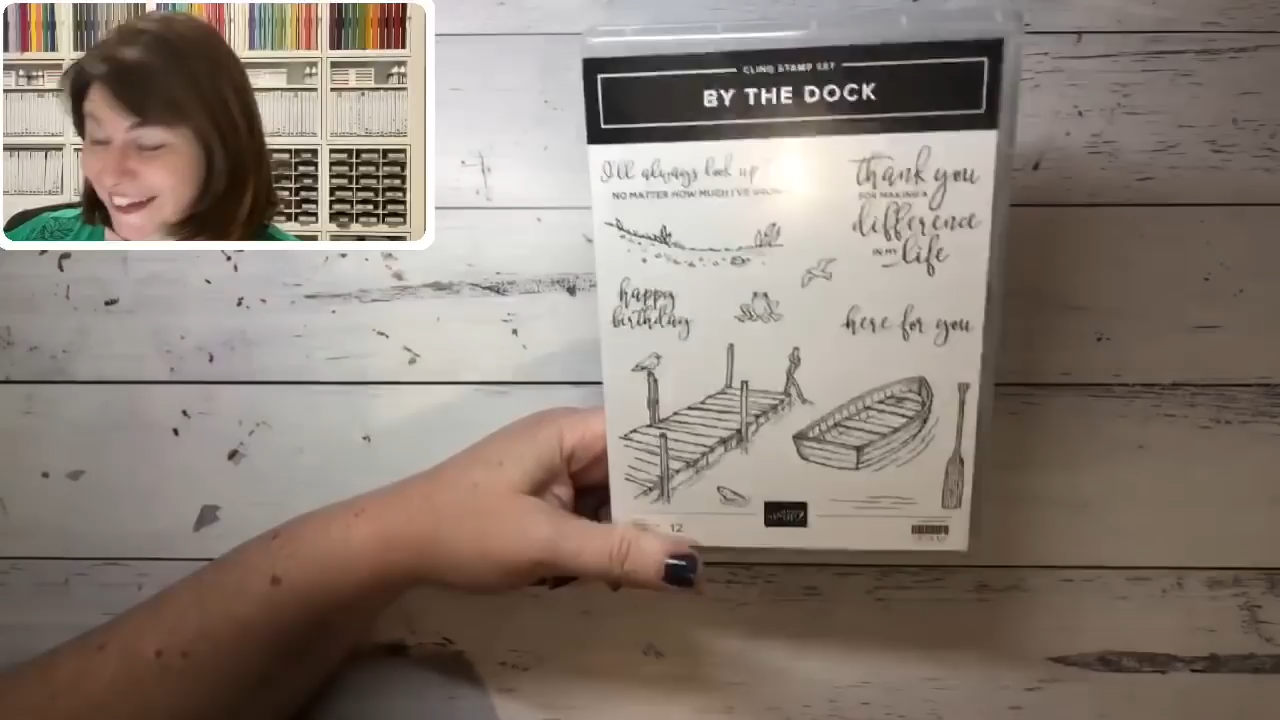 CLING STAMP SET
BY THE DOCK
I'll always look up
NO MATTER HOW MUCH I'VE GROWN
thank you
FOR MAKING A
difference
IN MY life
happy
birthday
here for you
12